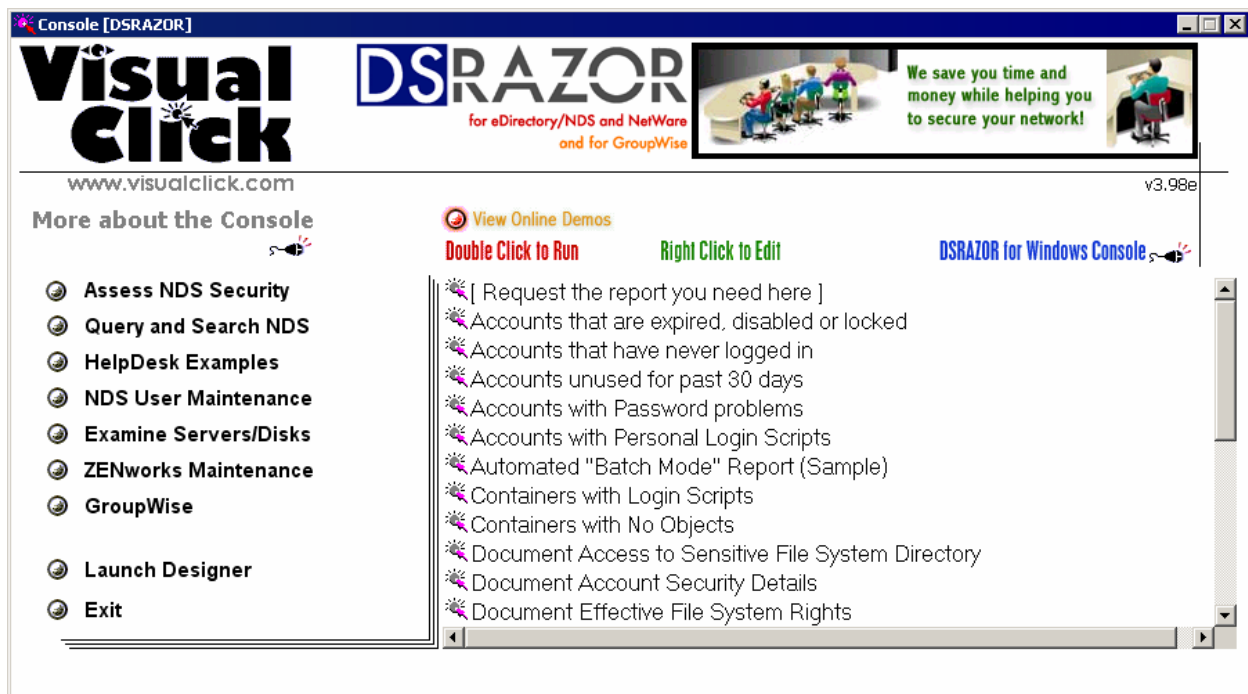 Console [DSRAZOR]
Visual
Click
www.visualclick.com
DSRAZOR
for eDirectory/NDS and NetWare
and for GroupWise
We save you time and
money while helping you
to secure your network!
v3.98e
More about the Console
View Online Demos
Double Click to Run
Right Click to Edit
DSRAZOR for Windows Console
Assess NDS Security
Query and Search NDS
HelpDesk Examples
NDS User Maintenance
Examine Servers/Disks
ZENworks Maintenance
GroupWise
Launch Designer
Exit
[ Request the report you need here ]
Accounts that are expired, disabled or locked
Accounts that have never logged in
Accounts unused for past 30 days
Accounts with Password problems
Accounts with Personal Login Scripts
Automated "Batch Mode" Report (Sample)
Containers with Login Scripts
Containers with No Objects
Document Access to Sensitive File System Directory
Document Account Security Details
Document Effective File System Rights